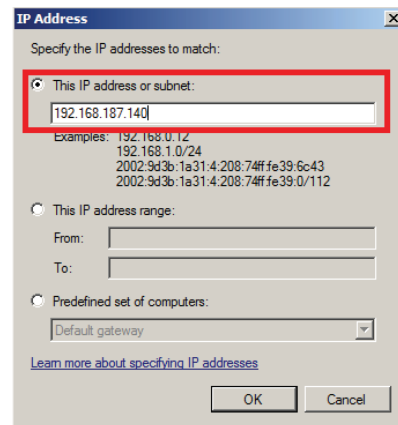 IP Address
Specify the IP addresses to match:
This IP address or subnet:
192.168.187.140
Examples: 192.168.0.12
192.168.1.0/24
2002:9d3b:1a31:4:208:74ff:fe39:6c43
2002:9d3b:1a31:4:208:74ff:fe39:0/112
This IP address range:
From:
To:
Predefined set of computers:
Default gateway
Learn more about specifying IP addresses
OK Cancel